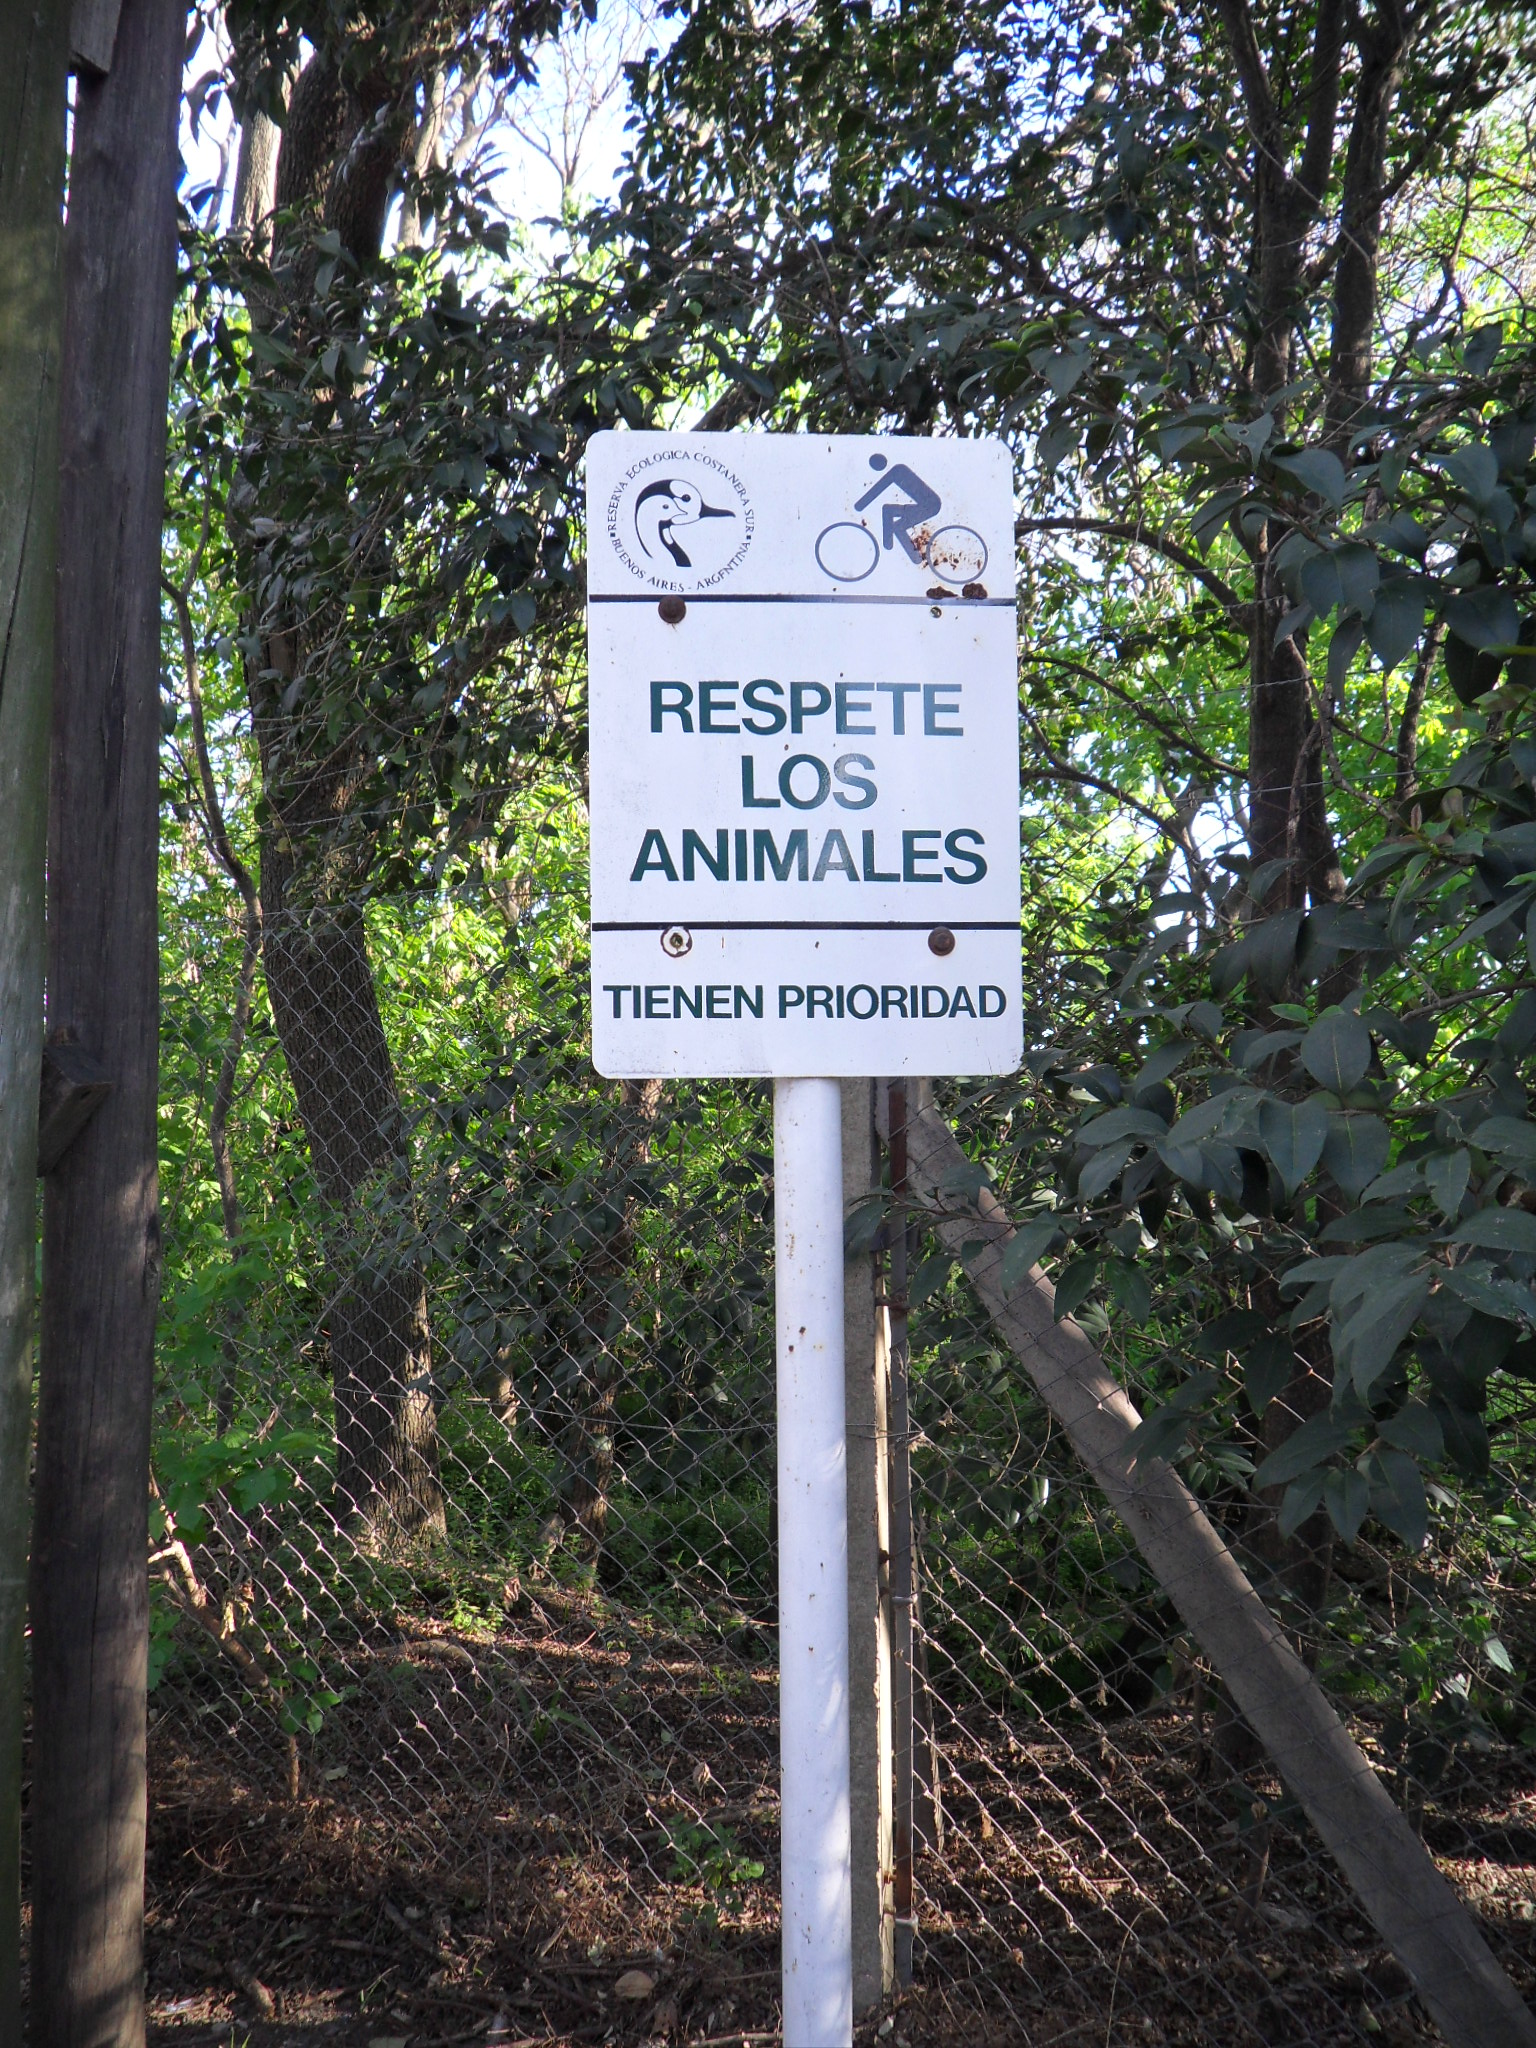 RESERVA ECOLOGICA COSTANERA SUR
BUENOS AIRES - ARGENTINA
RESPETE
LOS
ANIMALES
TIENEN PRIORIDAD